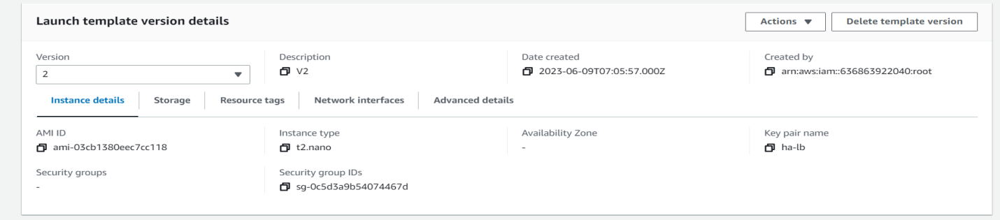 Launch template version details
Actions
Delete template version
Version
Description
Date created
Created by
2
V2
2023-06-09T07:05:57.000Z
arn:aws:iam::636863922040:root
Instance details
Storage
Resource tags
Network interfaces
Advanced details
AMI ID
Instance type
Availability Zone
Key pair name
ami-03cb1380eec7cc118
t2.nano
-
ha-lb
Security groups
Security group IDs
-
sg-0c5d3a9b54074467d